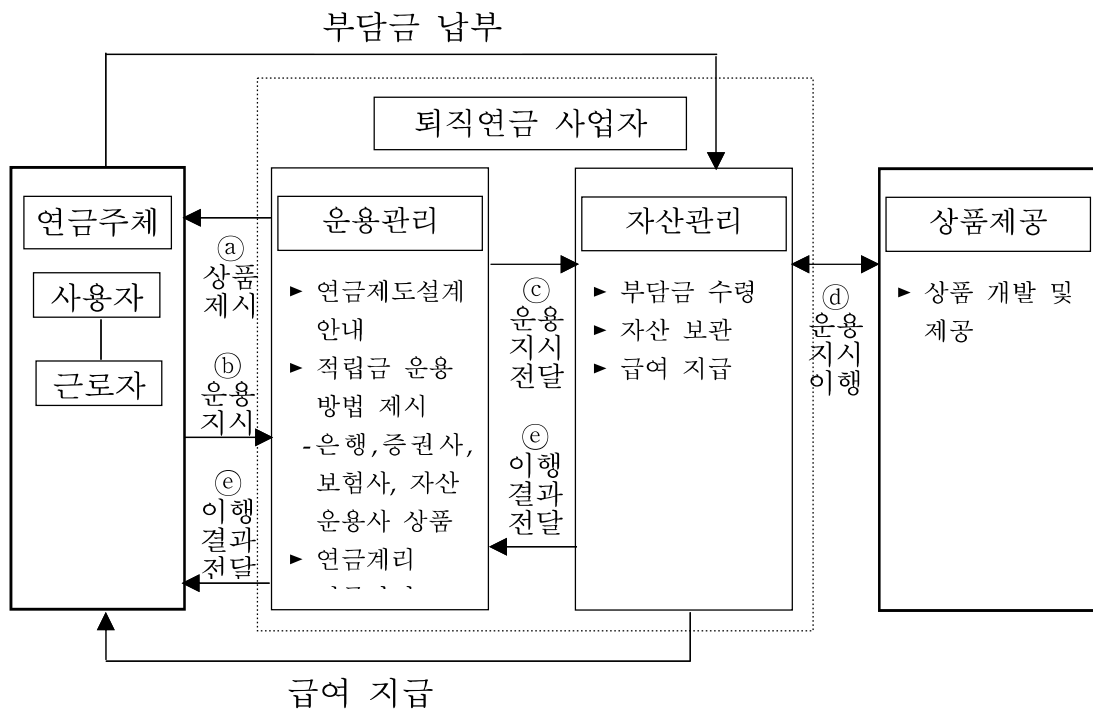 부담금 납부
퇴직연금 사업자
연금주체
사용자
근로자
ⓐ
상품
제시
ⓑ
운용
지시
ⓔ
이행
결과
전달
운용관리
► 연금제도설계
안내
► 적립금 운용
방법 제시
-은행,증권사,
보험사, 자산
운용사 상품
► 연금계리
ⓒ
운용
지시
전달
ⓔ
이행
결과
전달
자산관리
► 부담금 수령
► 자산 보관
► 급여 지급
ⓓ
운용
지시
이행
상품제공
► 상품 개발 및
제공
급여 지급